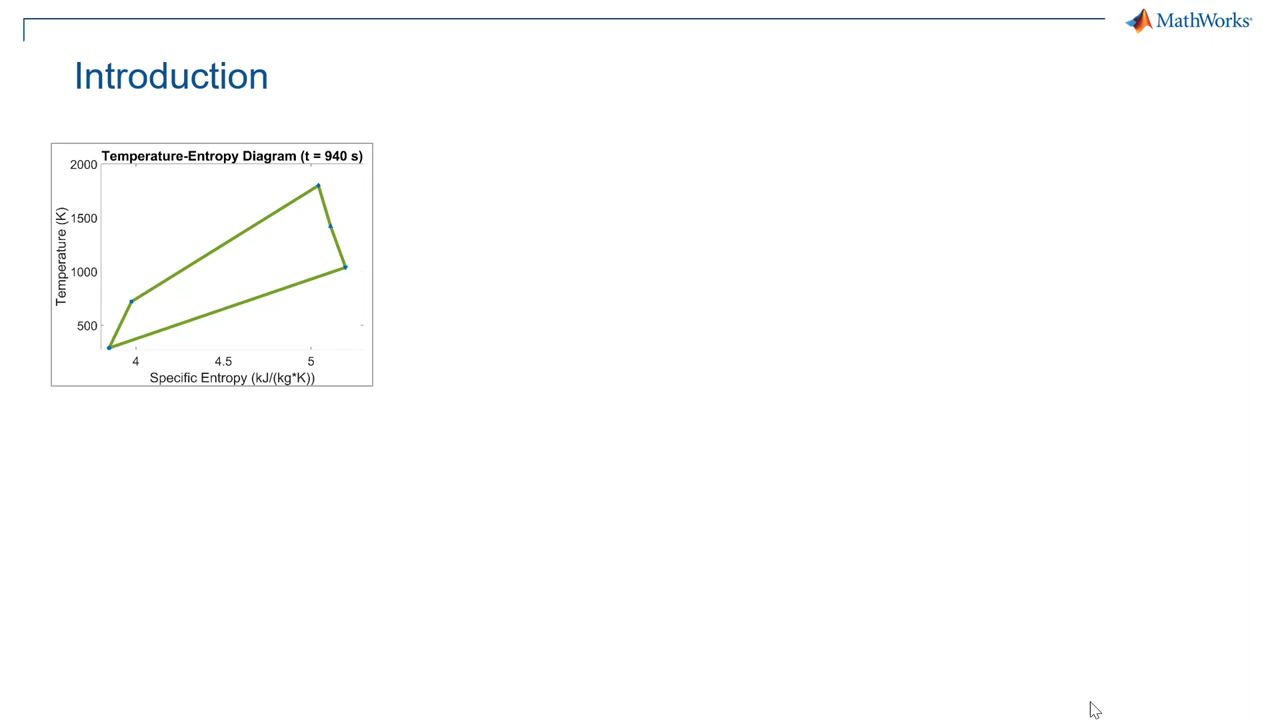 MathWorks®
Introduction
Temperature-Entropy Diagram (t = 940 s)
2000
1500
1000
500
Temperature (K)
4 4.5 5
Specific Entropy (kJ/(kg*K))